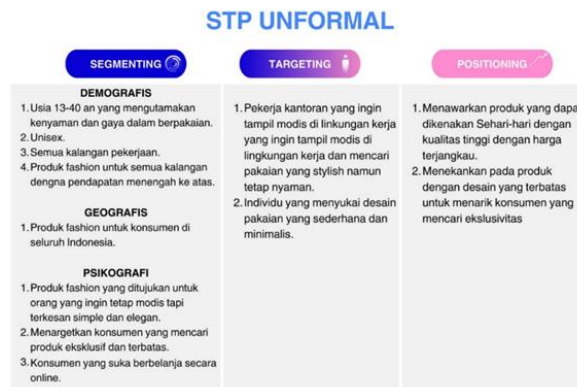 STP UNFORMAL
SEGMENTING
DEMOGRAFIS
1. Usia 13-40 an yang mengutamakan
kenyaman dan gaya dalam berpakaian.
2. Unisex.
3. Semua kalangan pekerjaan.
4. Produk fashion untuk semua kalangan
dengna pendapatan menengah ke atas.
GEOGRAFIS
1. Produk fashion untuk konsumen di
seluruh Indonesia.
PSIKOGRAFI
1. Produk fashion yang ditujukan untuk
orang yang ingin tetap modis tapi
terkesan simple dan elegan.
2. Menargetkan konsumen yang mencari
produk eksklusif dan terbatas.
3. Konsumen yang suka berbelanja secara
online.
TARGETING
1. Pekerja kantoran yang ingin
tampil modis di linkungan kerja
yang ingin tampil modis di
lingkungan kerja dan mencari
pakaian yang stylish namun
tetap nyaman.
2. Individu yang menyukai desain
pakaian yang sederhana dan
minimalis.
POSITIONING
1. Menawarkan produk yang dapa
dikenakan Sehari-hari dengan
kualitas tinggi dengan harga
terjangkau.
2. Menekankan pada produk
dengan desain yang terbatas
untuk menarik konsumen yang
mencari ekslusivitas